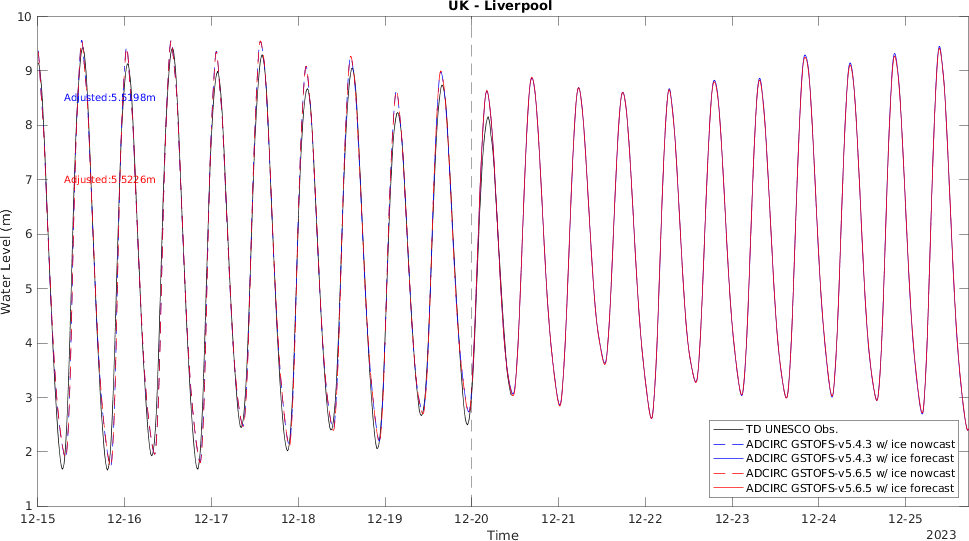 UK - Liverpool
10
9
8
7
6
5
4
3
2
1
Water Level (m)
Adjusted:5.5198m
Adjusted:5.5226m
TD UNESCO Obs.
ADCIRC GSTOFS-v5.4.3 w/ ice nowcast
ADCIRC GSTOFS-v5.4.3 w/ ice forecast
ADCIRC GSTOFS-v5.6.5 w/ ice nowcast
ADCIRC GSTOFS-v5.6.5 w/ ice forecast
12-15 12-16 12-17 12-18 12-19 12-20 12-21 12-22 12-23 12-24 12-25
Time
2023